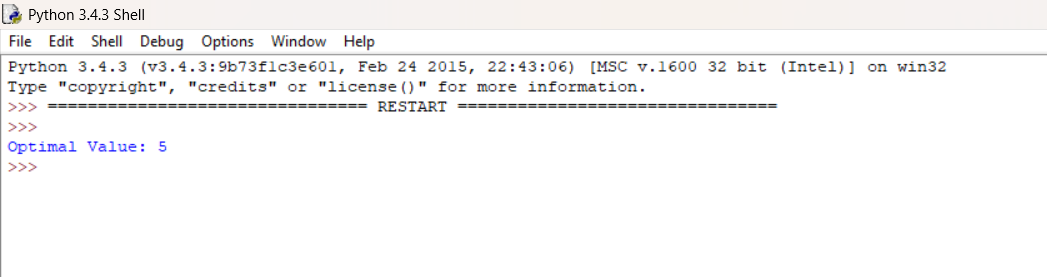 Python 3.4.3 Shell
File Edit Shell Debug Options Window Help
Python 3.4.3 (v3.4.3:9b73f1c3e601, Feb 24 2015, 22:43:06) [MSC v.1600 32 bit (Intel)] on win32
Type "copyright", "credits" or "license()" for more information.
>>> ================================ RESTART ================================
>>>
Optimal Value: 5
>>>